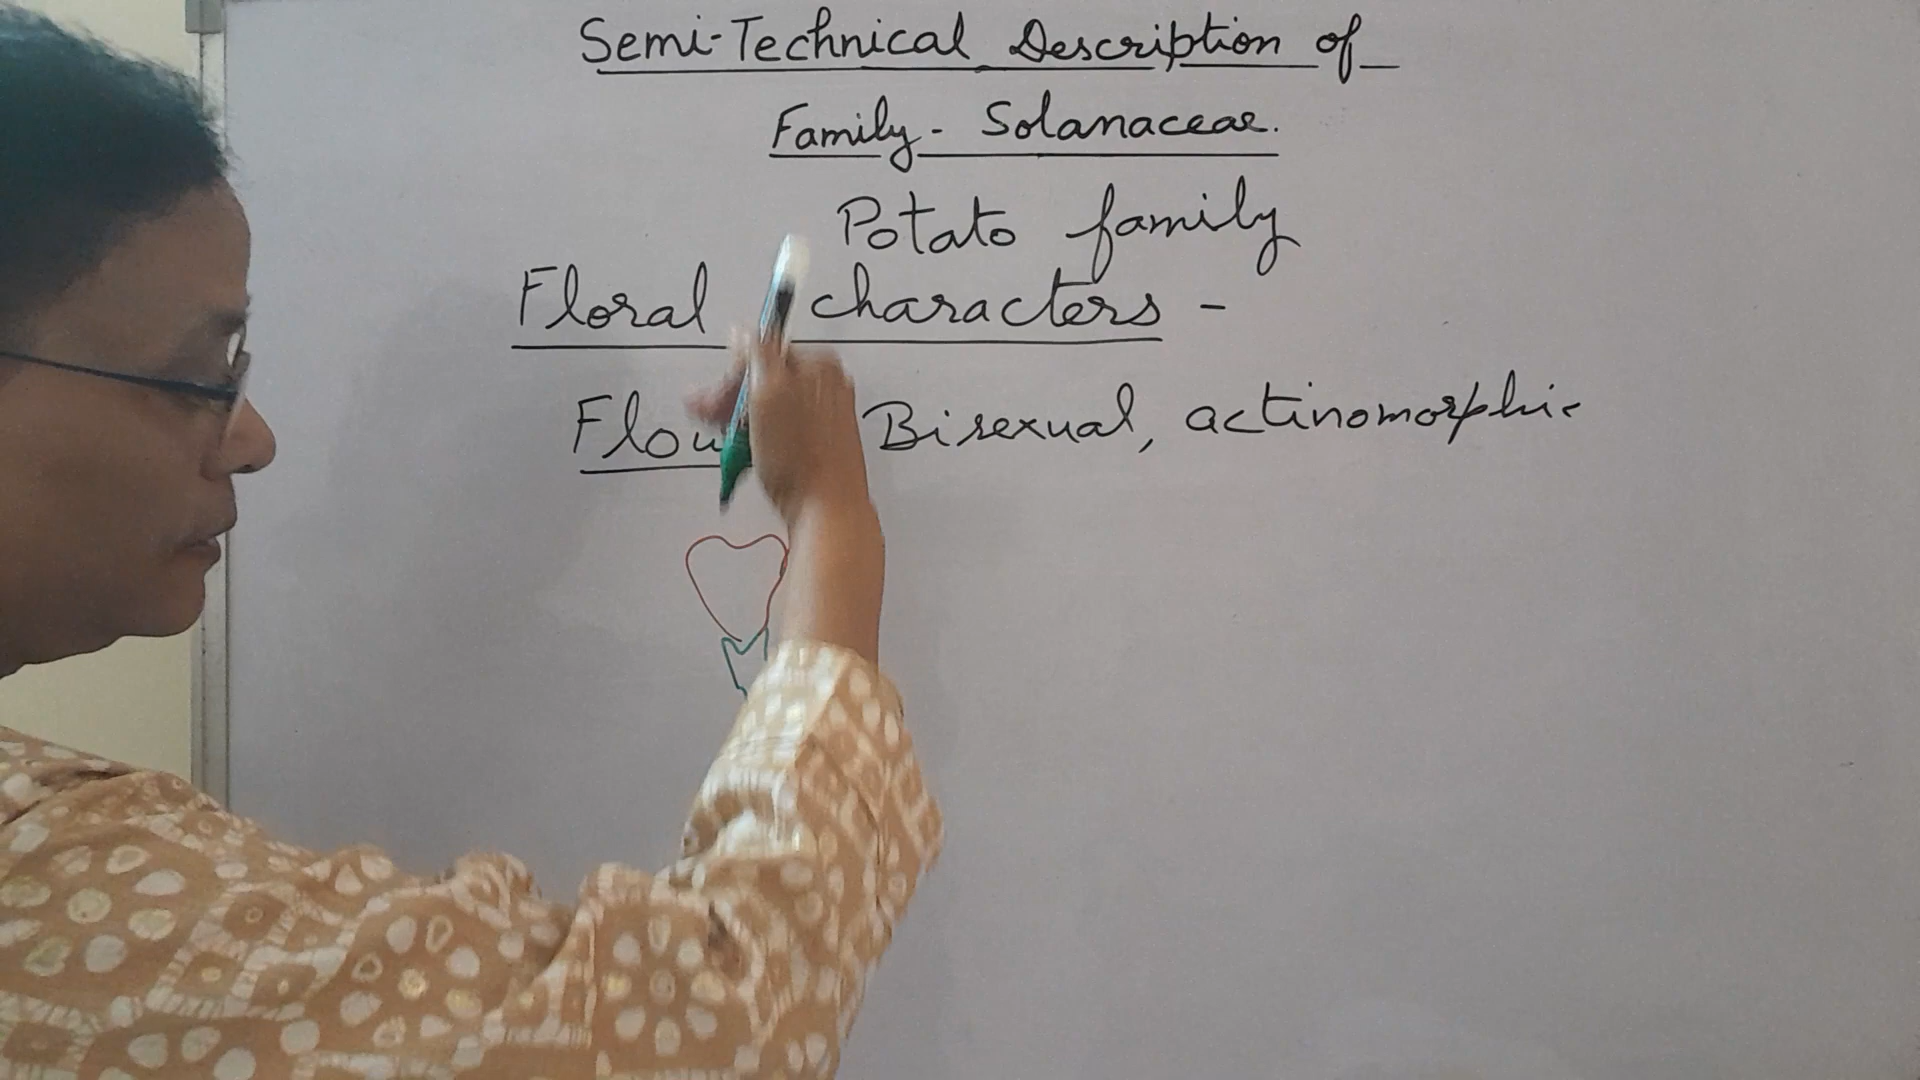 Semi-Technical Description of
Family - Solanaceae.
Potato family
Floral characters -
Bisexual, actinomorphic